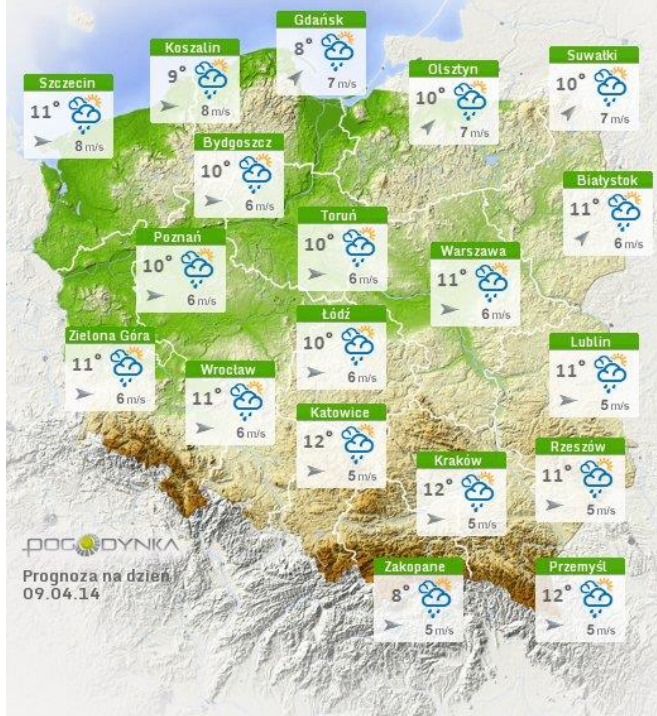 Gdańsk
8°
7 m/s
Koszalin
9°
8 m/s
Szczecin
11°
8 m/s
Olsztyn
10°
7 m/s
Suwałki
10°
7 m/s
Bydgoszcz
10°
6 m/s
Białystok
11°
6 m/s
Toruń
10°
6 m/s
Poznań
10°
6 m/s
Warszawa
11°
6 m/s
Łódź
10°
6 m/s
Zielona Góra
11°
6 m/s
Lublin
11°
5 m/s
Wrocław
11°
6 m/s
Katowice
12°
5 m/s
Kraków
12°
5 m/s
Rzeszów
11°
5 m/s
POGODYNKA
Prognoza na dzień
09.04.14
Zakopane
8°
5 m/s
Przemyśl
12°
5 m/s